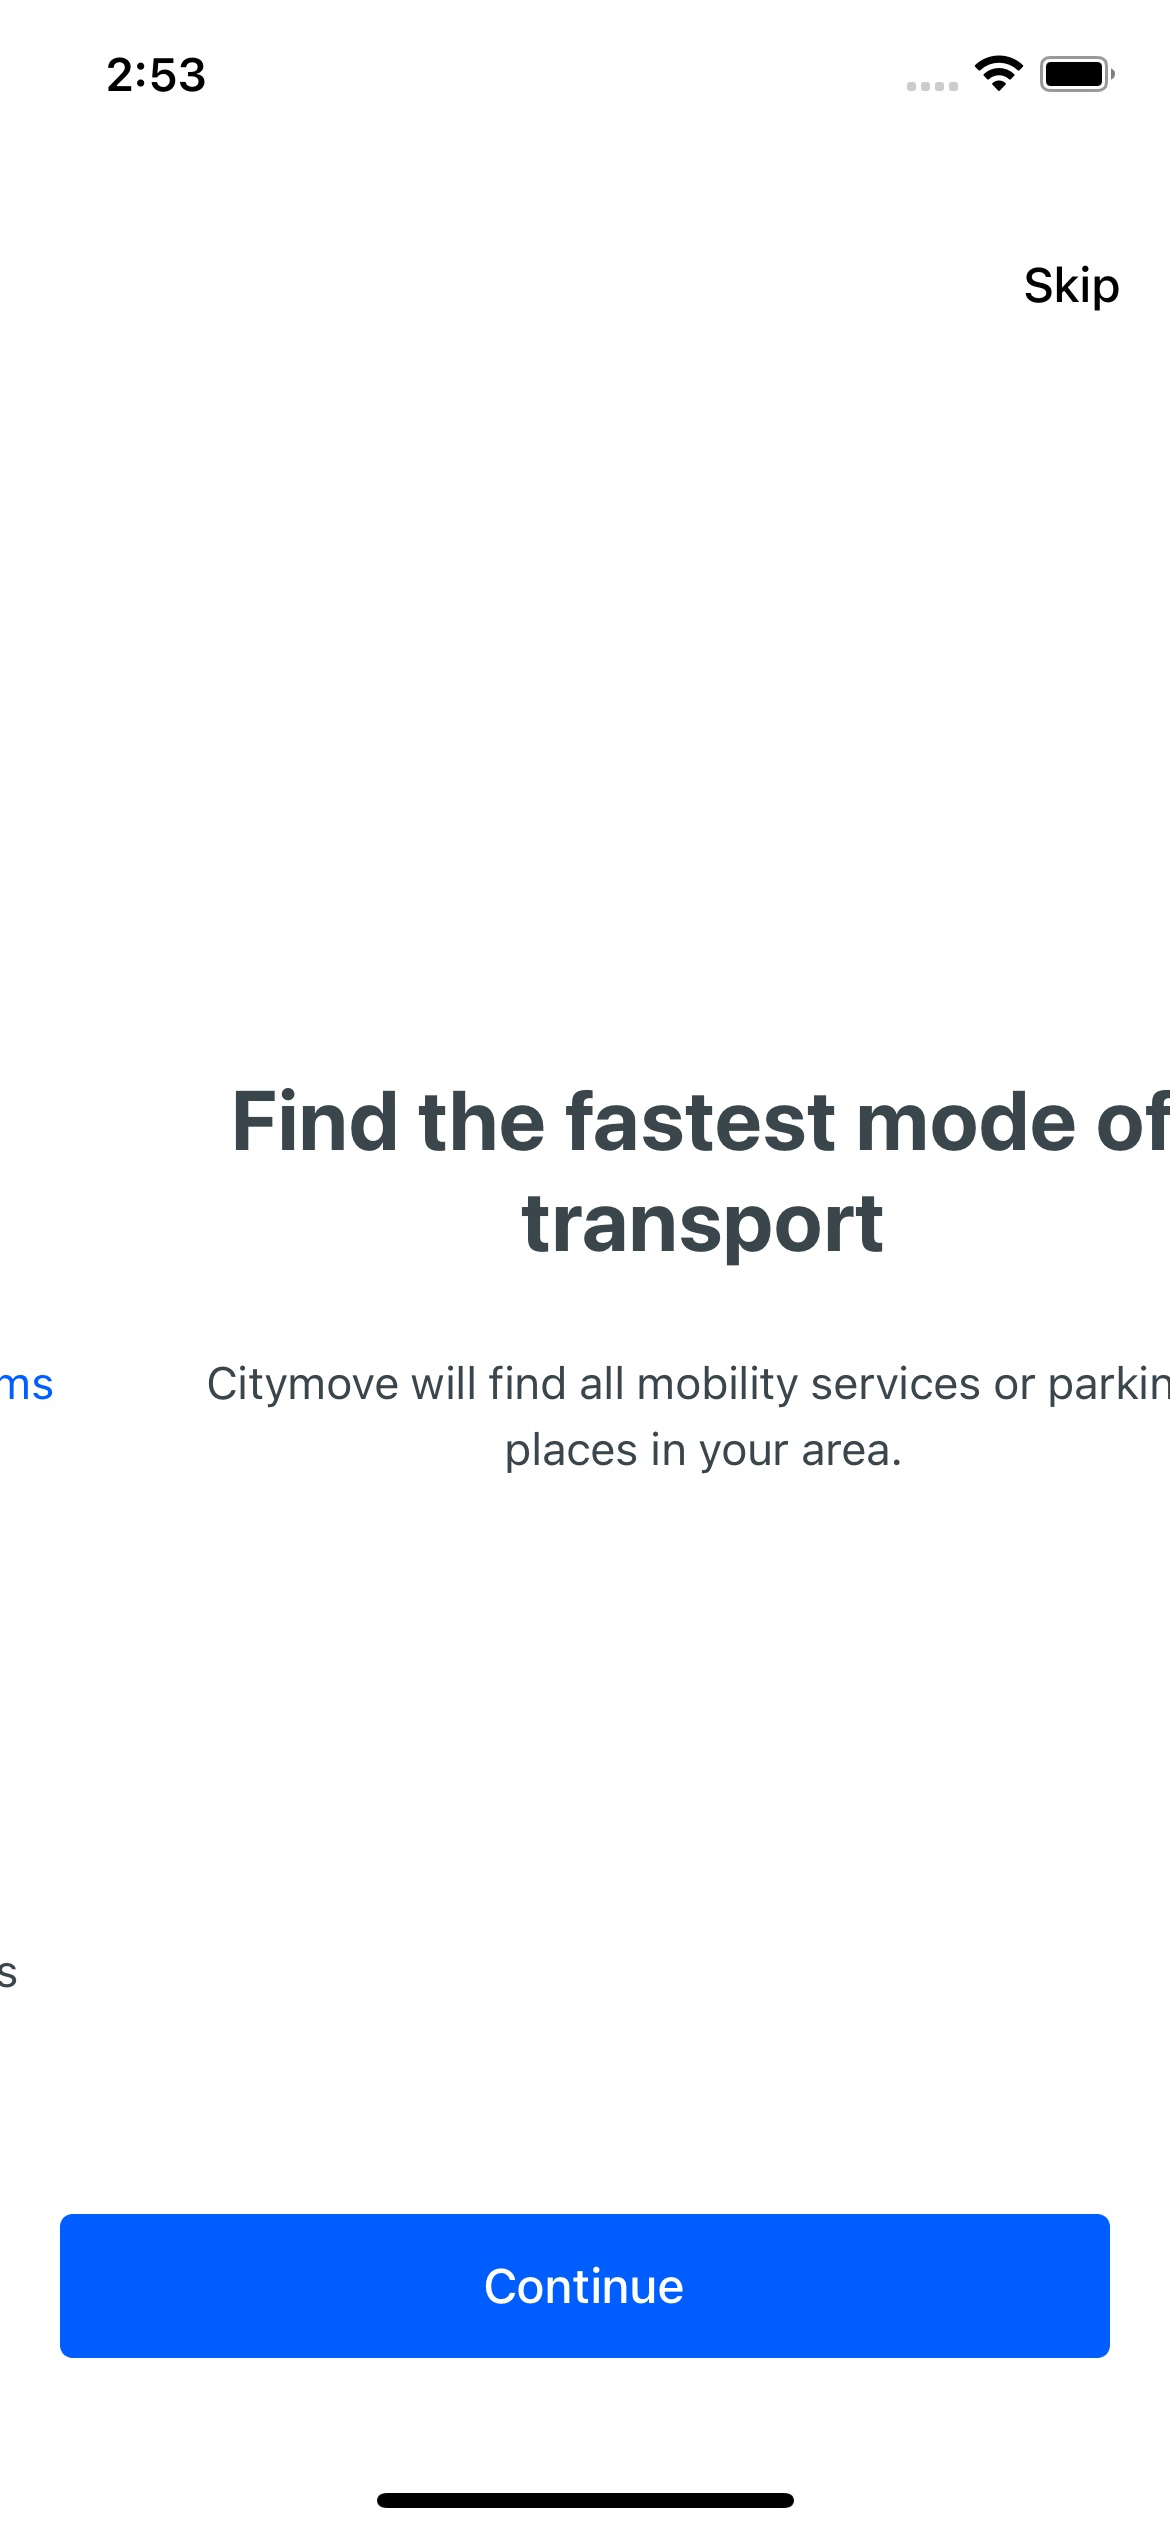 2:53
Skip
Find the fastest mode of
transport
ms
Citymove will find all mobility services or parkin
places in your area.
s
Continue